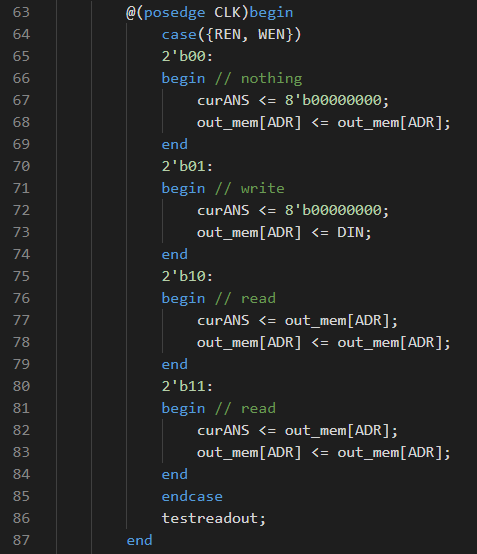 63 @(posedge CLK)begin
64 case({REN, WEN})
65 2'b00:
66 begin // nothing
67 curANS <= 8'b00000000;
68 out_mem[ADR] <= out_mem[ADR];
69 end
70 2'b01:
71 begin // write
72 curANS <= 8'b00000000;
73 out_mem[ADR] <= DIN;
74 end
75 2'b10:
76 begin // read
77 curANS <= out_mem[ADR];
78 out_mem[ADR] <= out_mem[ADR];
79 end
80 2'b11:
81 begin // read
82 curANS <= out_mem[ADR];
83 out_mem[ADR] <= out_mem[ADR];
84 end
85 endcase
86 testreadout;
87 end